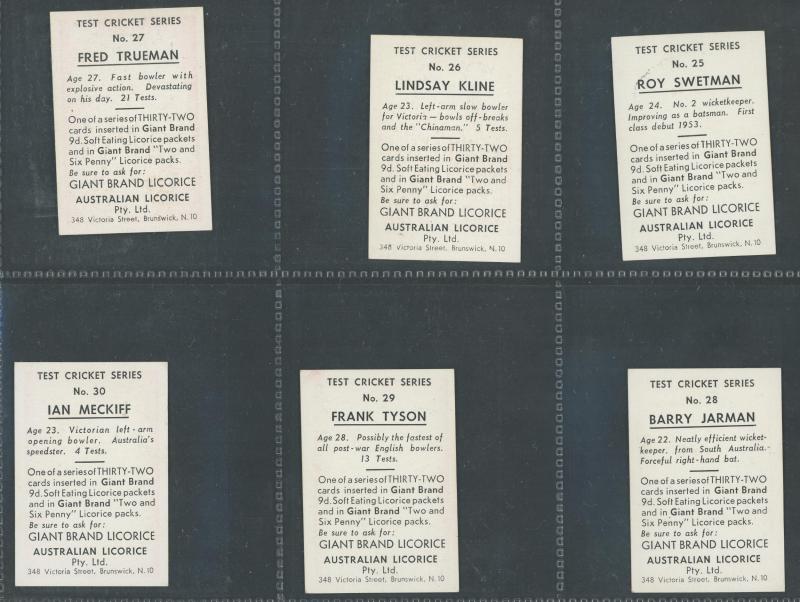 TEST CRICKET SERIES
No. 27
FRED TRUEMAN
Age 27. Fast bowler with
explosive action. Devastating
on his day. 21 Tests.
One of a series of THIRTY-TWO
cards inserted in Giant Brand
9d. Soft Eating Licorice packets
and in Giant Brand "Two and
Six Penny" Licorice packs.
Be sure to ask for:
GIANT BRAND LICORICE
AUSTRALIAN LICORICE
Pty. Ltd.
348 Victoria Street, Brunswick, N.10
TEST CRICKET SERIES
No. 26
LINDSAY KLINE
Age 23. Left-arm slow bowler
for Victoria — bowls off-breaks
and the "Chinaman." 5 Tests.
One of a series of THIRTY-TWO
cards inserted in Giant Brand
9d. Soft Eating Licorice packets
and in Giant Brand "Two and
Six Penny" Licorice packs.
Be sure to ask for:
GIANT BRAND LICORICE
AUSTRALIAN LICORICE
Pty. Ltd.
348 Victoria Street, Brunswick, N.10
TEST CRICKET SERIES
No. 25
ROY SWETMAN
Age 24. No. 2 wicketkeeper.
Improving as a batsman. First
class debut 1953.
One of a series of THIRTY-TWO
cards inserted in Giant Brand
9d. Soft Eating Licorice packets
and in Giant Brand "Two and
Six Penny" Licorice packs.
Be sure to ask for:
GIANT BRAND LICORICE
AUSTRALIAN LICORICE
Pty. Ltd.
348 Victoria Street, Brunswick, N.10
TEST CRICKET SERIES
No. 30
IAN MECKIFF
Age 23. Victorian left-arm
opening bowler. Australia's
speedster. 4 Tests.
One of a series of THIRTY-TWO
cards inserted in Giant Brand
9d. Soft Eating Licorice packets
and in Giant Brand "Two and
Six Penny" Licorice packs.
Be sure to ask for:
GIANT BRAND LICORICE
AUSTRALIAN LICORICE
Pty. Ltd.
348 Victoria Street, Brunswick, N.10
TEST CRICKET SERIES
No. 29
FRANK TYSON
Age 28. Possibly the fastest of
all post-war English bowlers.
13 Tests.
One of a series of THIRTY-TWO
cards inserted in Giant Brand
9d. Soft Eating Licorice packets
and in Giant Brand "Two and
Six Penny" Licorice packs.
Be sure to ask for:
GIANT BRAND LICORICE
AUSTRALIAN LICORICE
Pty. Ltd.
348 Victoria Street, Brunswick, N.10
TEST CRICKET SERIES
No. 28
BARRY JARMAN
Age 22. Neatly efficient wicket-
keeper, from South Australia.
Forceful right-hand bat.
One of a series of THIRTY-TWO
cards inserted in Giant Brand
9d. Soft Eating Licorice packets
and in Giant Brand "Two and
Six Penny" Licorice packs.
Be sure to ask for:
GIANT BRAND LICORICE
AUSTRALIAN LICORICE
Pty. Ltd.
348 Victoria Street, Brunswick, N.10